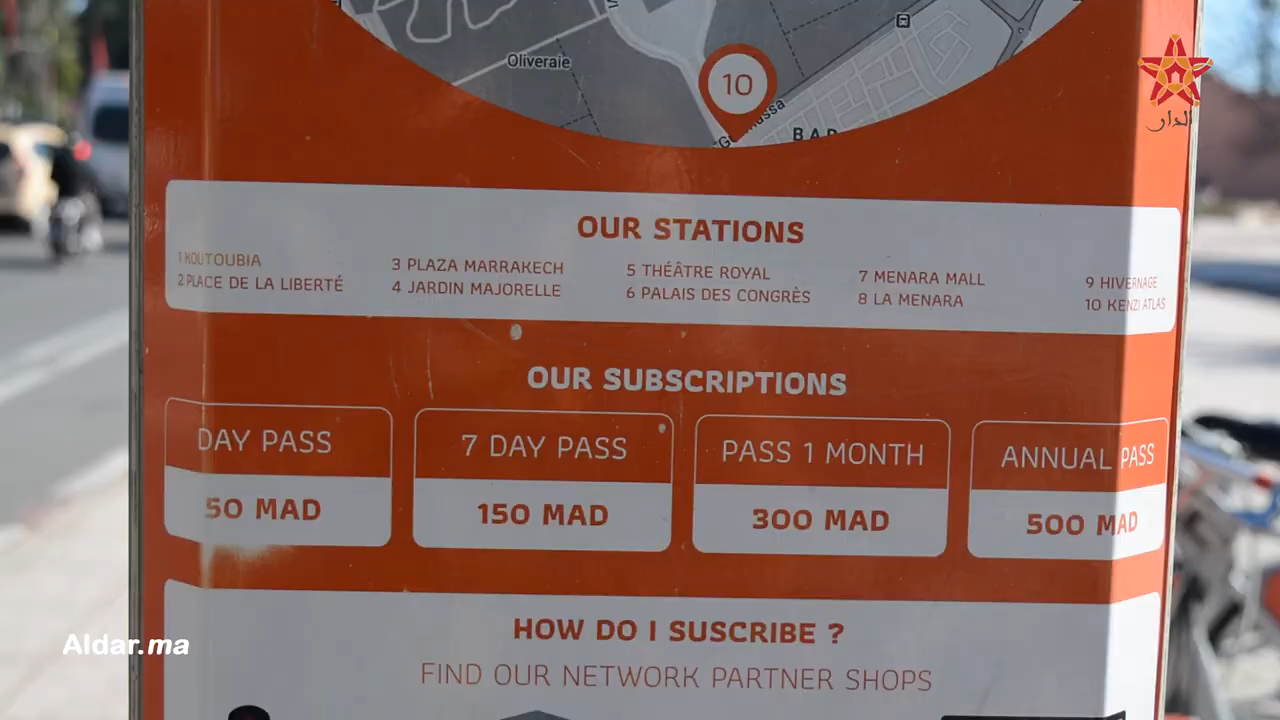 Oliveraie
10
BAB
الدار
OUR STATIONS
1 KOUTOUBIA
2 PLACE DE LA LIBERTÉ
3 PLAZA MARRAKECH
4 JARDIN MAJORELLE
5 THÉÂTRE ROYAL
6 PALAIS DES CONGRÈS
7 MENARA MALL
8 LA MENARA
9 HIVERNAGE
10 KENZI ATLAS
OUR SUBSCRIPTIONS
DAY PASS
50 MAD
7 DAY PASS
150 MAD
PASS 1 MONTH
300 MAD
ANNUAL PASS
500 MAD
HOW DO I SUSCRIBE ?
FIND OUR NETWORK PARTNER SHOPS
Aldar.ma